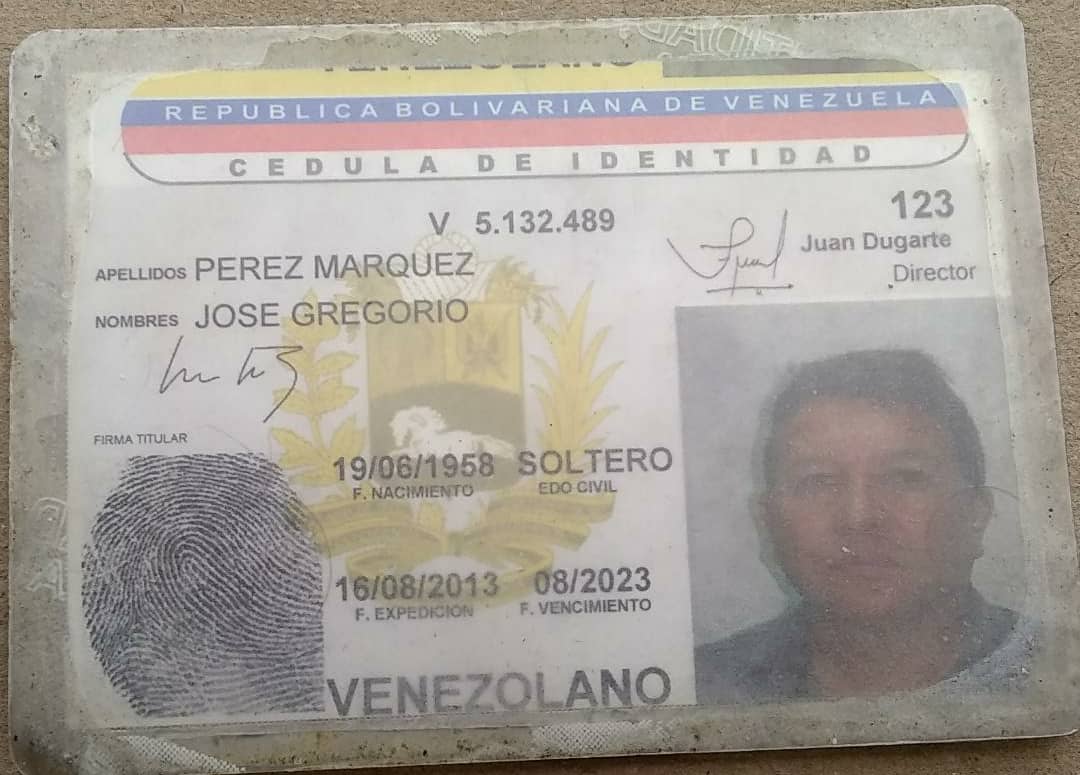 REPUBLICA BOLIVARIANA DE VENEZUELA
CEDULA DE IDENTIDAD
V 5.132.489
123
Juan Dugarte
Director
APELLIDOS PEREZ MARQUEZ
NOMBRES JOSE GREGORIO
FIRMA TITULAR
19/06/1958 SOLTERO
F. NACIMIENTO EDO CIVIL
16/08/2013 08/2023
F. EXPEDICION F. VENCIMIENTO
VENEZOLANO